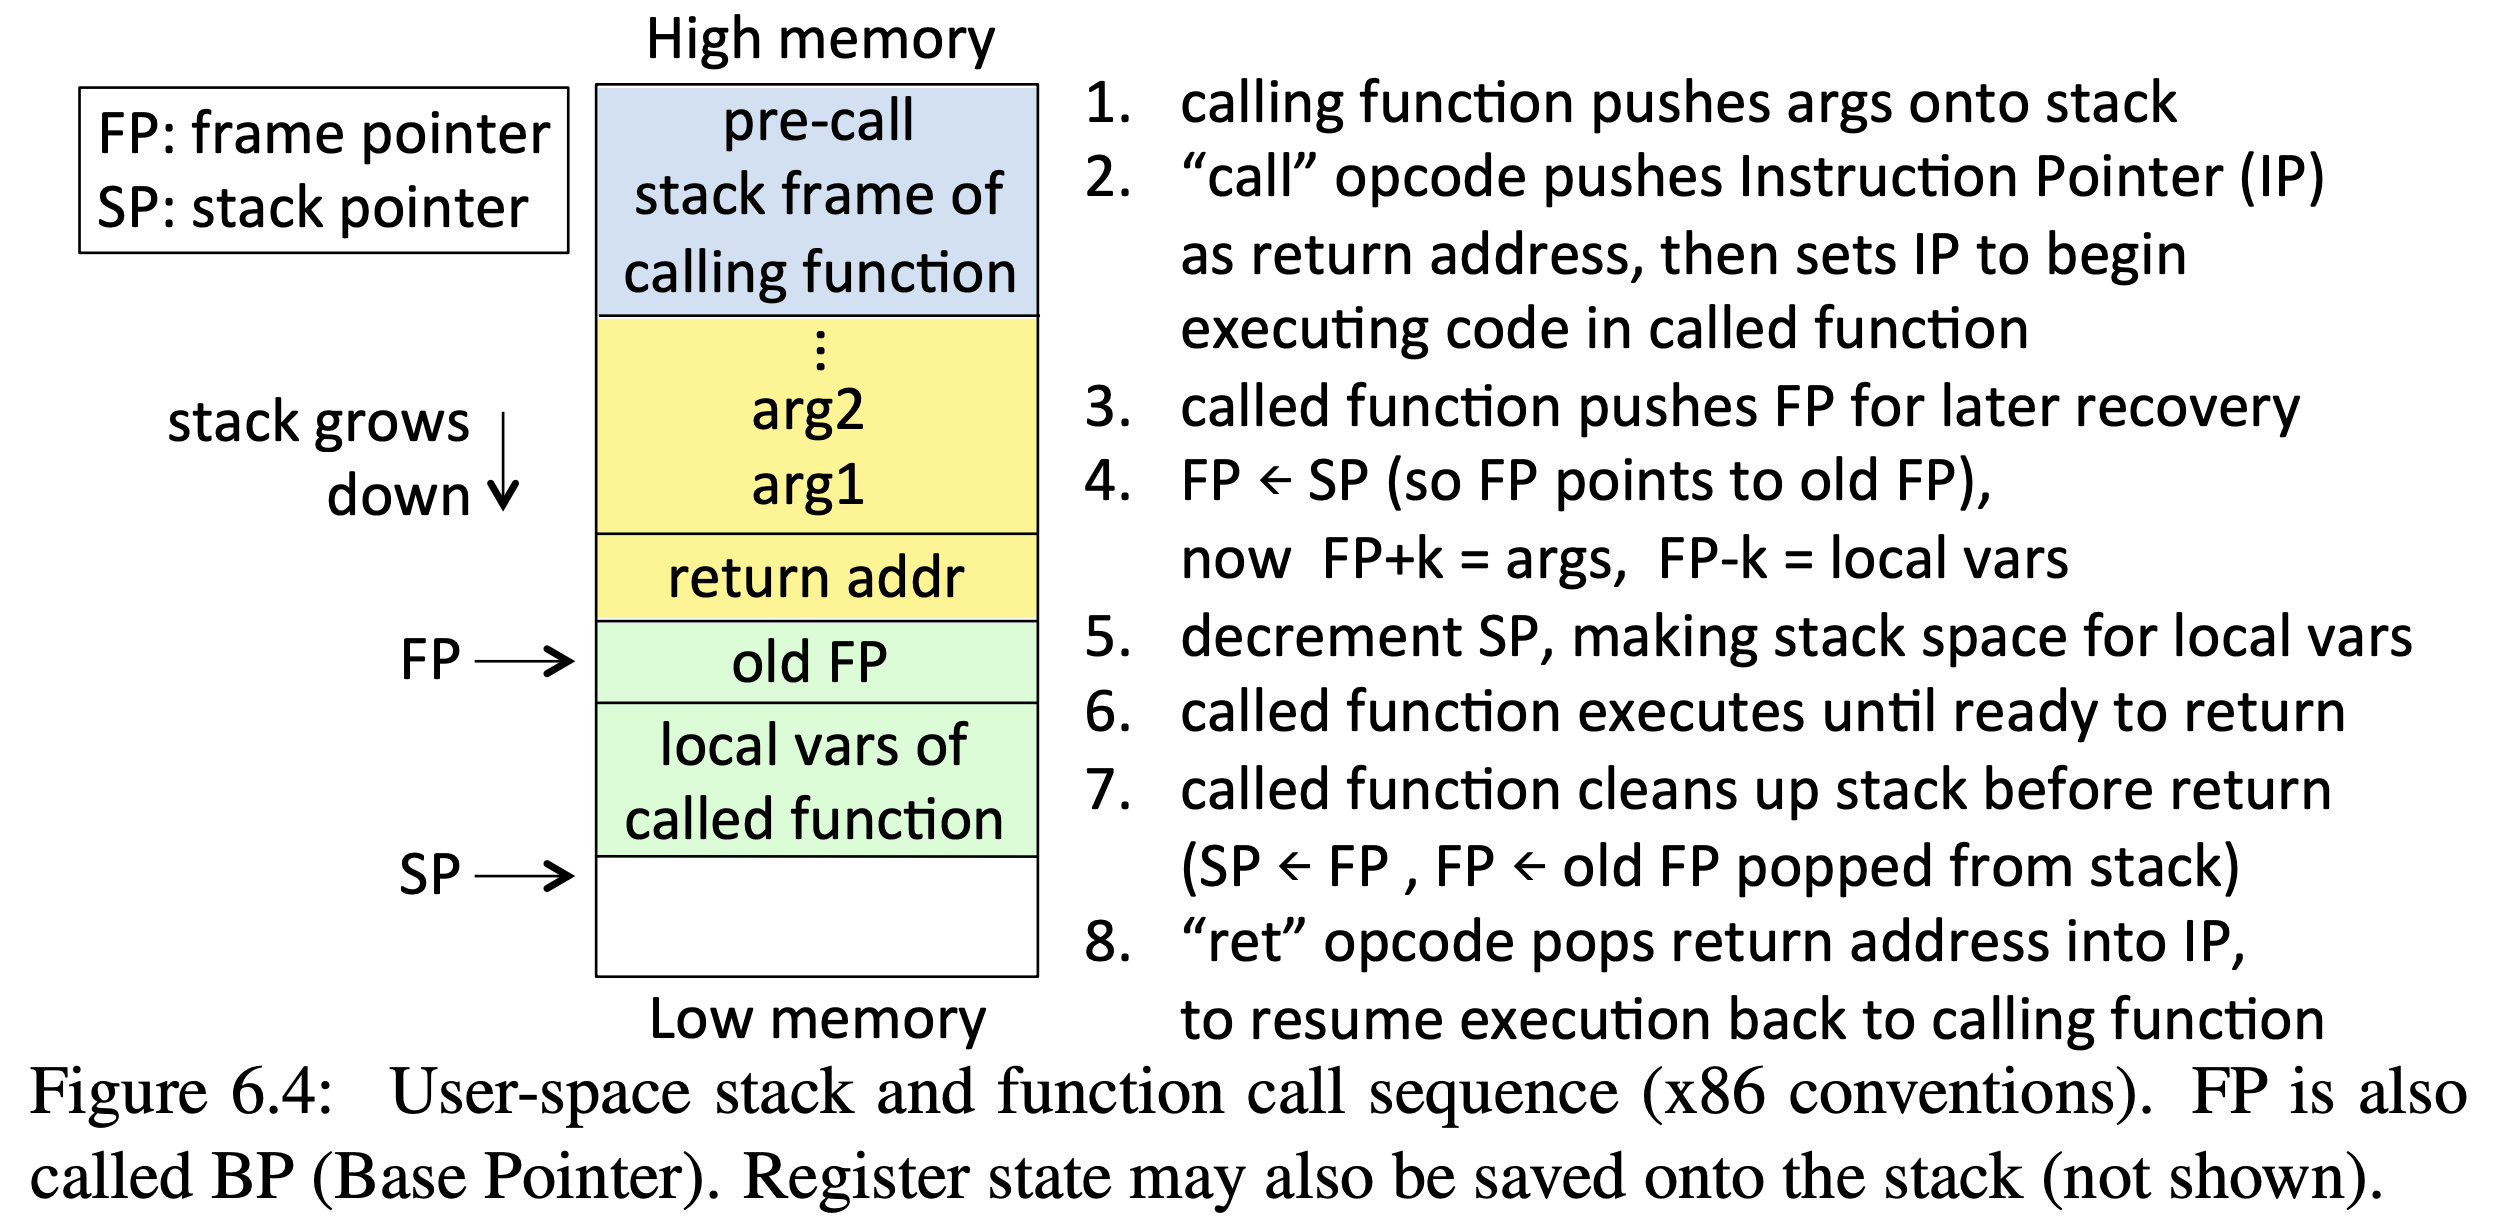 High memory
FP: frame pointer
SP: stack pointer
pre-call
stack frame of
calling function
⋮
arg2
arg1
return addr
old FP
local vars of
called function
stack grows
down
FP
SP
Low memory
1. calling function pushes args onto stack
2. “call” opcode pushes Instruction Pointer (IP)
as return address, then sets IP to begin
executing code in called function
3. called function pushes FP for later recovery
4. FP ← SP (so FP points to old FP),
now FP+k = args, FP-k = local vars
5. decrement SP, making stack space for local vars
6. called function executes until ready to return
7. called function cleans up stack before return
(SP ← FP , FP ← old FP popped from stack)
8. “ret” opcode pops return address into IP,
to resume execution back to calling function
Figure 6.4: User-space stack and function call sequence (x86 conventions). FP is also
called BP (Base Pointer). Register state may also be saved onto the stack (not shown).